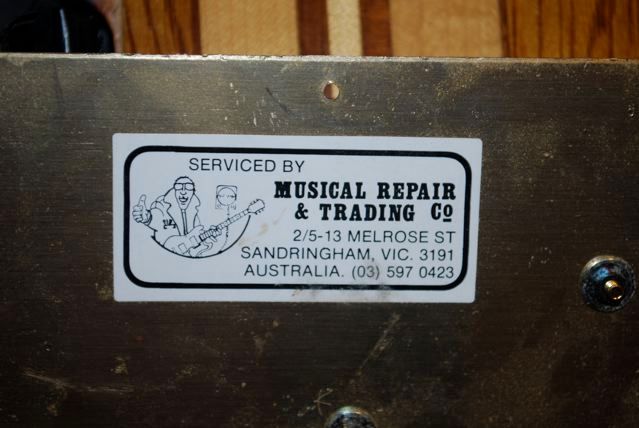 SERVICED BY
MUSICAL REPAIR
& TRADING Co
2/5-13 MELROSE ST
SANDRINGHAM, VIC. 3191
AUSTRALIA. (03) 597 0423